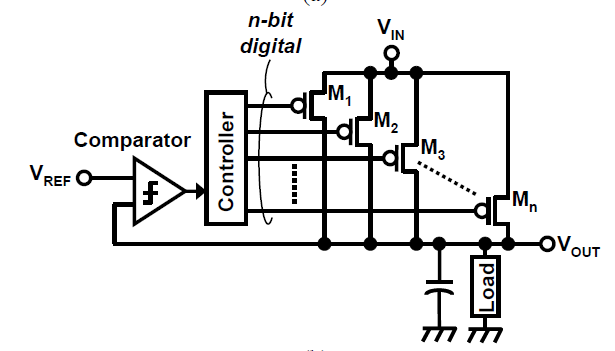 n-bit
digital
V_IN
M_1
M_2
M_3
M_n
Comparator
Controller
V_REF
V_OUT
Load